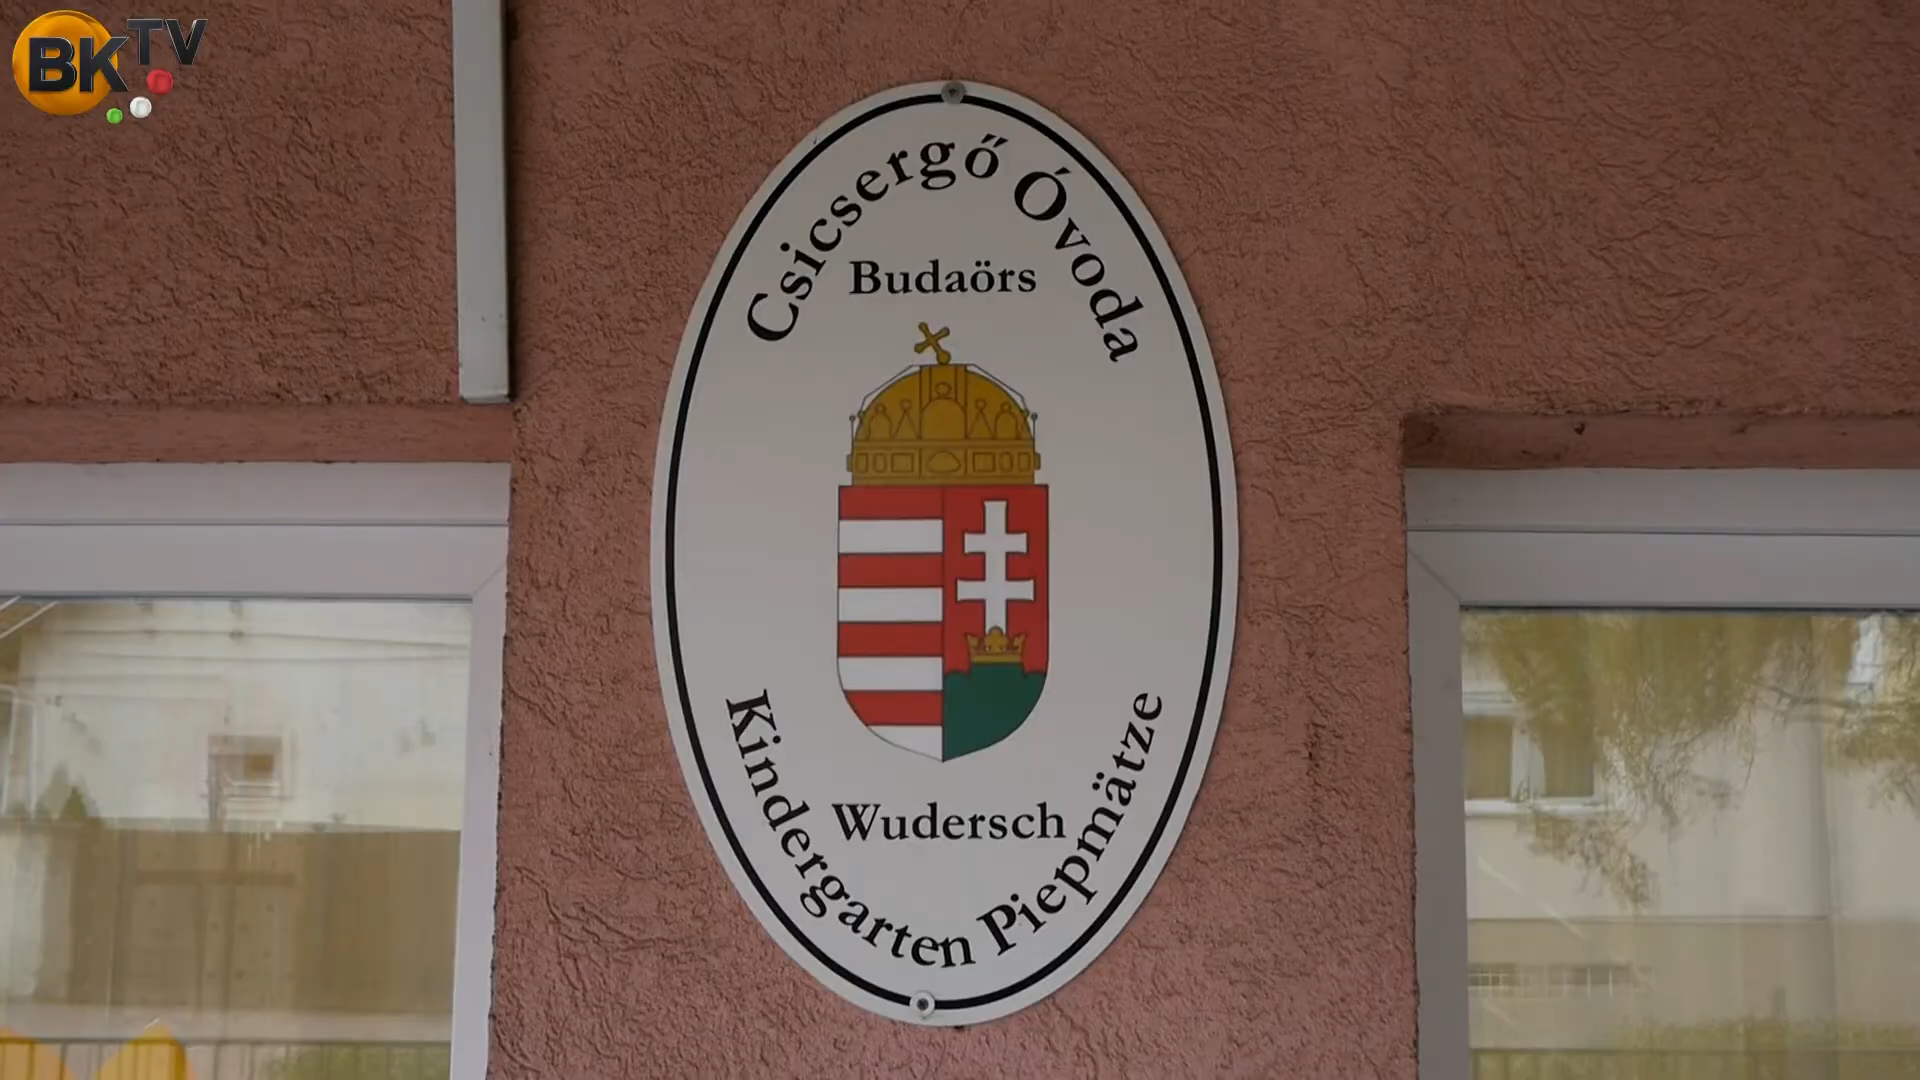 BKTV
Csicsergő Óvoda
Budaörs
Wudersch
Kindergarten Piepmätze